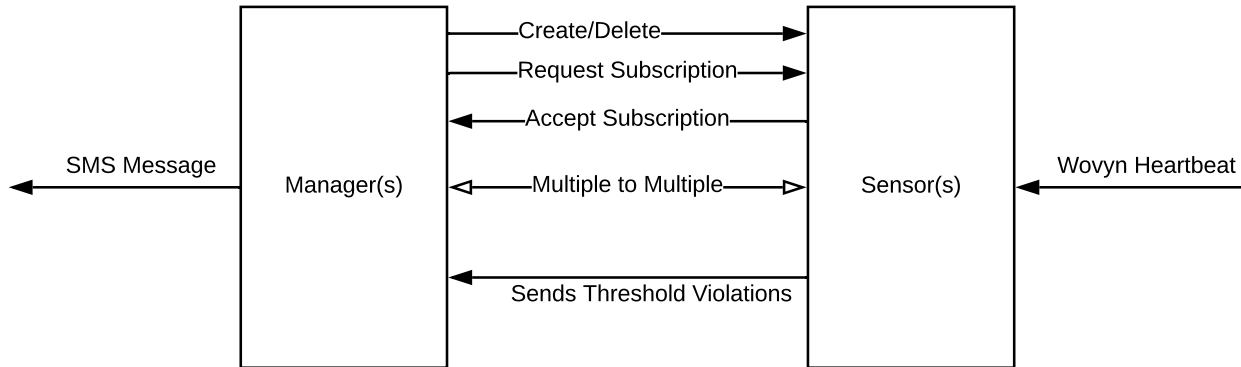 Create/Delete
Request Subscription
Accept Subscription
SMS Message
Wovyn Heartbeat
Manager(s)
Multiple to Multiple
Sensor(s)
Sends Threshold Violations